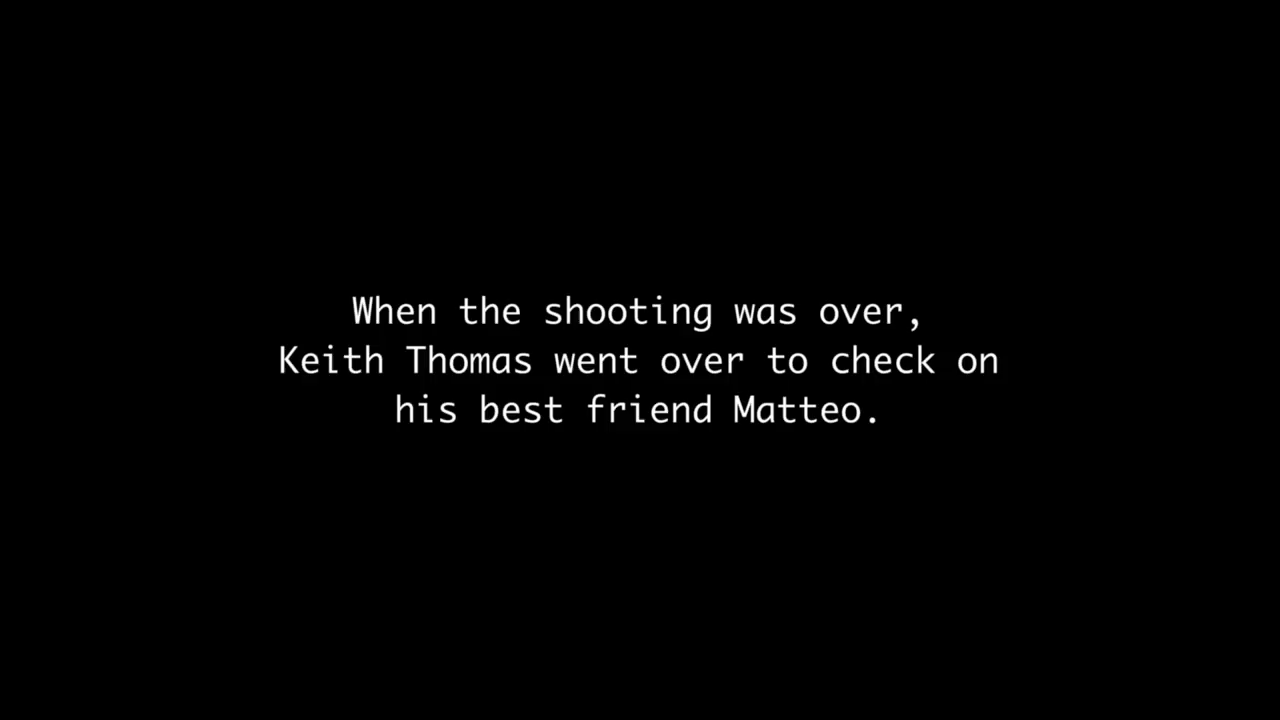 When the shooting was over,
Keith Thomas went over to check on
his best friend Matteo.